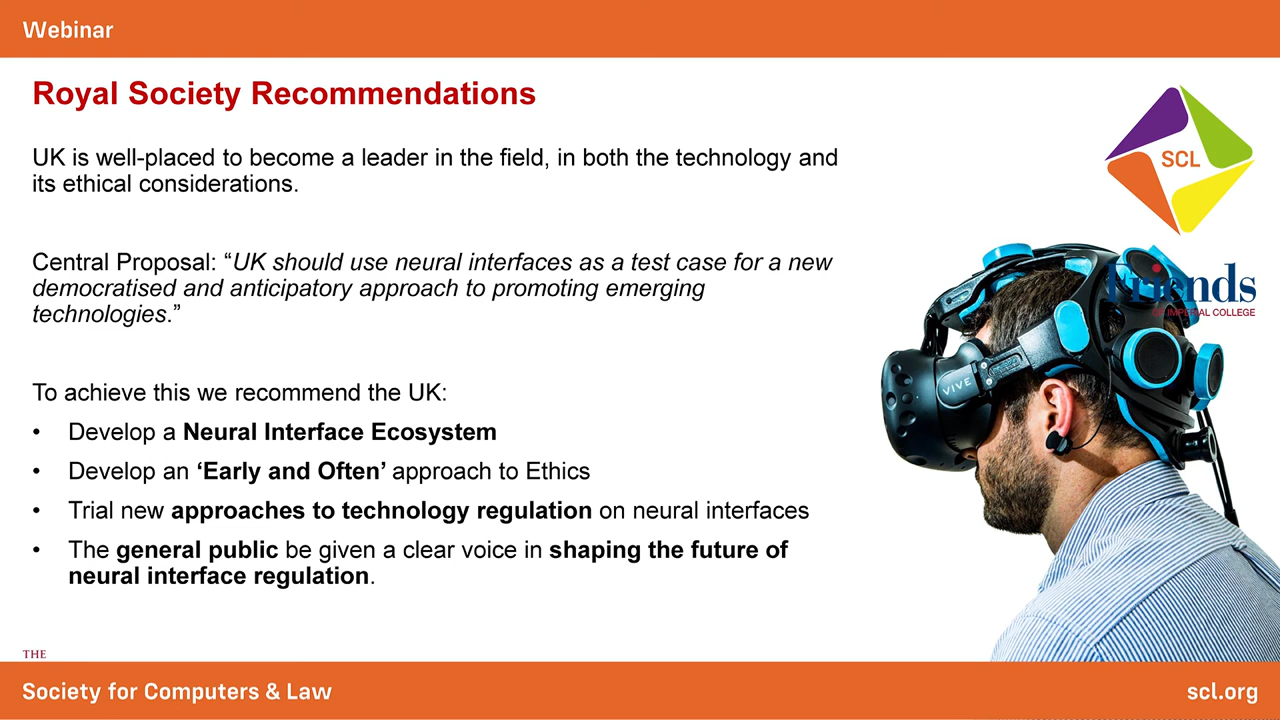 Webinar
Royal Society Recommendations
UK is well-placed to become a leader in the field, in both the technology and
its ethical considerations.
SCL
Central Proposal: “UK should use neural interfaces as a test case for a new
democratised and anticipatory approach to promoting emerging
technologies.”
Friends
OF IMPERIAL COLLEGE
VIVE
To achieve this we recommend the UK:
• Develop a Neural Interface Ecosystem
• Develop an ‘Early and Often’ approach to Ethics
• Trial new approaches to technology regulation on neural interfaces
• The general public be given a clear voice in shaping the future of
neural interface regulation.
THE
Society for Computers & Law
scl.org